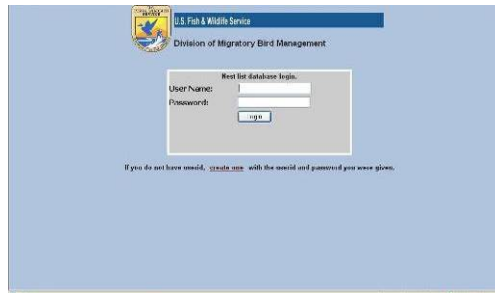 U.S. Fish & Wildlife Service
Division of Migratory Bird Management
Nest list database login.
User Name:
Password:
login
If you do not have userid, create one with the userid and password you were given.